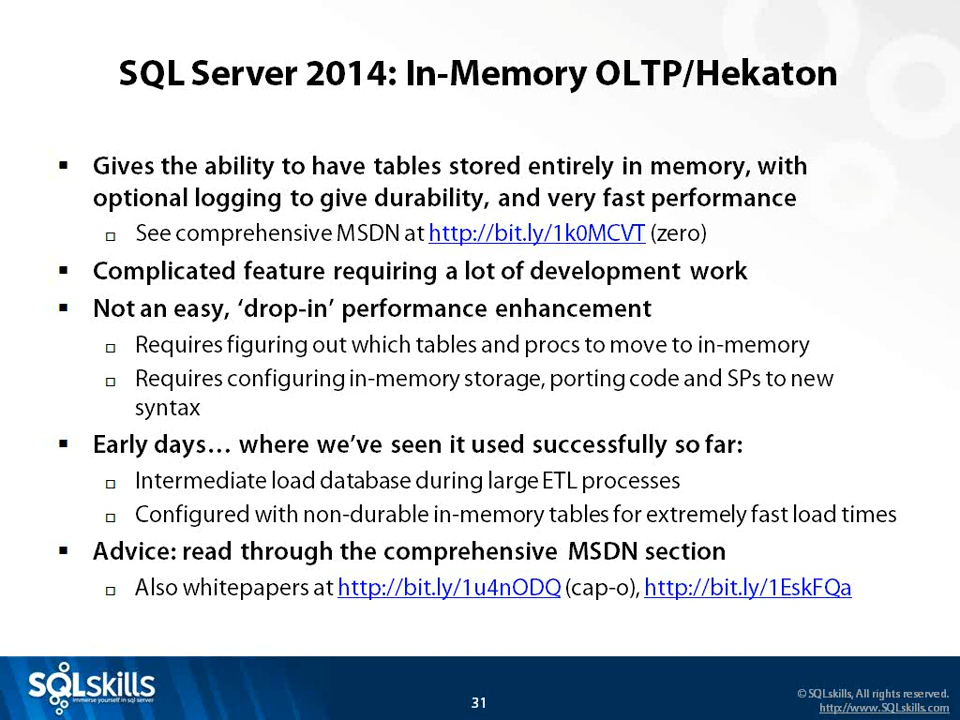 SQL Server 2014: In-Memory OLTP/Hekaton
▪ Gives the ability to have tables stored entirely in memory, with
optional logging to give durability, and very fast performance
□ See comprehensive MSDN at http://bit.ly/1k0MCVT (zero)
▪ Complicated feature requiring a lot of development work
▪ Not an easy, ‘drop-in’ performance enhancement
□ Requires figuring out which tables and procs to move to in-memory
□ Requires configuring in-memory storage, porting code and SPs to new
syntax
▪ Early days… where we’ve seen it used successfully so far:
□ Intermediate load database during large ETL processes
□ Configured with non-durable in-memory tables for extremely fast load times
▪ Advice: read through the comprehensive MSDN section
□ Also whitepapers at http://bit.ly/1u4nODQ (cap-o), http://bit.ly/1EskFQa
SQLskills
immerse yourself in sql server
31
© SQLskills, All rights reserved.
http://www.SQLskills.com